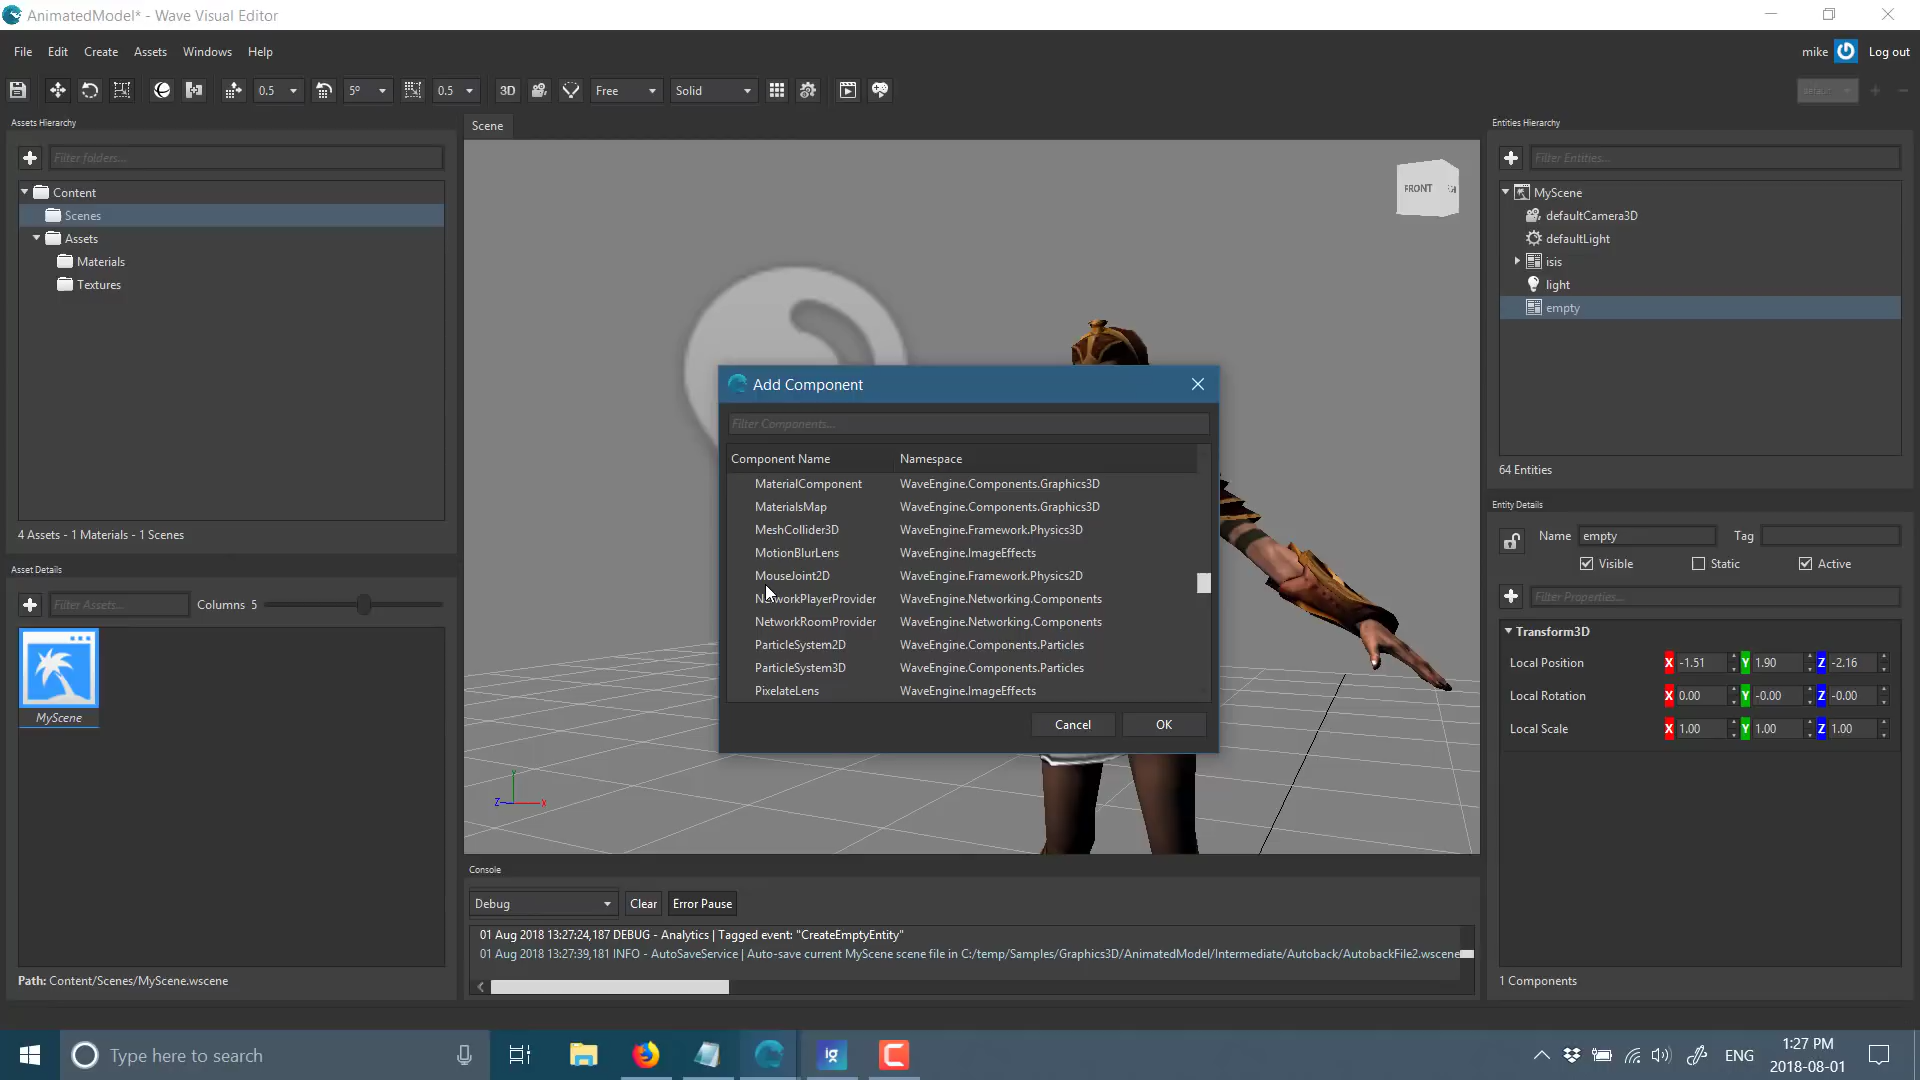 AnimatedModel* - Wave Visual Editor
File Edit Create Assets Windows Help
mike Log out
0.5 5º 0.5 3D Free Solid
Assets Hierarchy
Filter folders...
Content
Scenes
Assets
Materials
Textures
4 Assets - 1 Materials - 1 Scenes
Asset Details
Filter Assets... Columns 5
MyScene
Path: Content/Scenes/MyScene.wscene
Scene
FRONT
Z X Y
Add Component
Filter Components...
Component Name Namespace
MaterialComponent WaveEngine.Components.Graphics3D
MaterialsMap WaveEngine.Components.Graphics3D
MeshCollider3D WaveEngine.Framework.Physics3D
MotionBlurLens WaveEngine.ImageEffects
MouseJoint2D WaveEngine.Framework.Physics2D
NetworkPlayerProvider WaveEngine.Networking.Components
NetworkRoomProvider WaveEngine.Networking.Components
ParticleSystem2D WaveEngine.Components.Particles
ParticleSystem3D WaveEngine.Components.Particles
PixelateLens WaveEngine.ImageEffects
Cancel OK
Console
Debug Clear Error Pause
01 Aug 2018 13:27:24,187 DEBUG - Analytics | Tagged event: "CreateEmptyEntity"
01 Aug 2018 13:27:39,181 INFO - AutoSaveService | Auto-save current MyScene scene file in C:/temp/Samples/Graphics3D/AnimatedModel/Intermediate/Autoback/AutobackFile2.wscene
Entities Hierarchy
Filter Entities...
MyScene
defaultCamera3D
defaultLight
isis
light
empty
64 Entities
Entity Details
Name empty Tag
Visible Static Active
Filter Properties...
Transform3D
Local Position X -1.51 Y 1.90 Z -2.16
Local Rotation X 0.00 Y -0.00 Z -0.00
Local Scale X 1.00 Y 1.00 Z 1.00
1 Components
Type here to search
ig
ENG
1:27 PM
2018-08-01